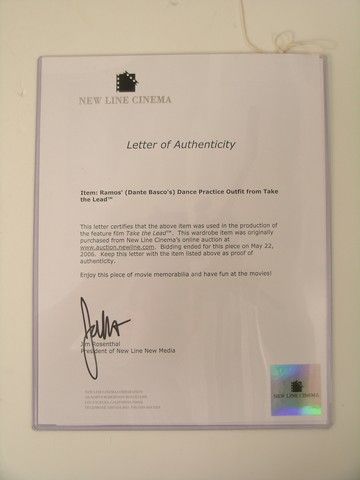 NEW LINE CINEMA
Letter of Authenticity
Item: Ramos' (Dante Basco's) Dance Practice Outfit from Take
the Lead™
This letter certifies that the above item was used in the production of
the feature film Take the Lead™. This wardrobe item was originally
purchased from New Line Cinema's online auction at
www.auction.newline.com. Bidding ended for this piece on May 22,
2006. Keep this letter with the item listed above as proof of
authenticity.
Enjoy this piece of movie memorabilia and have fun at the movies!
Jim Rosenthal
President of New Line New Media
NEW LINE CINEMA